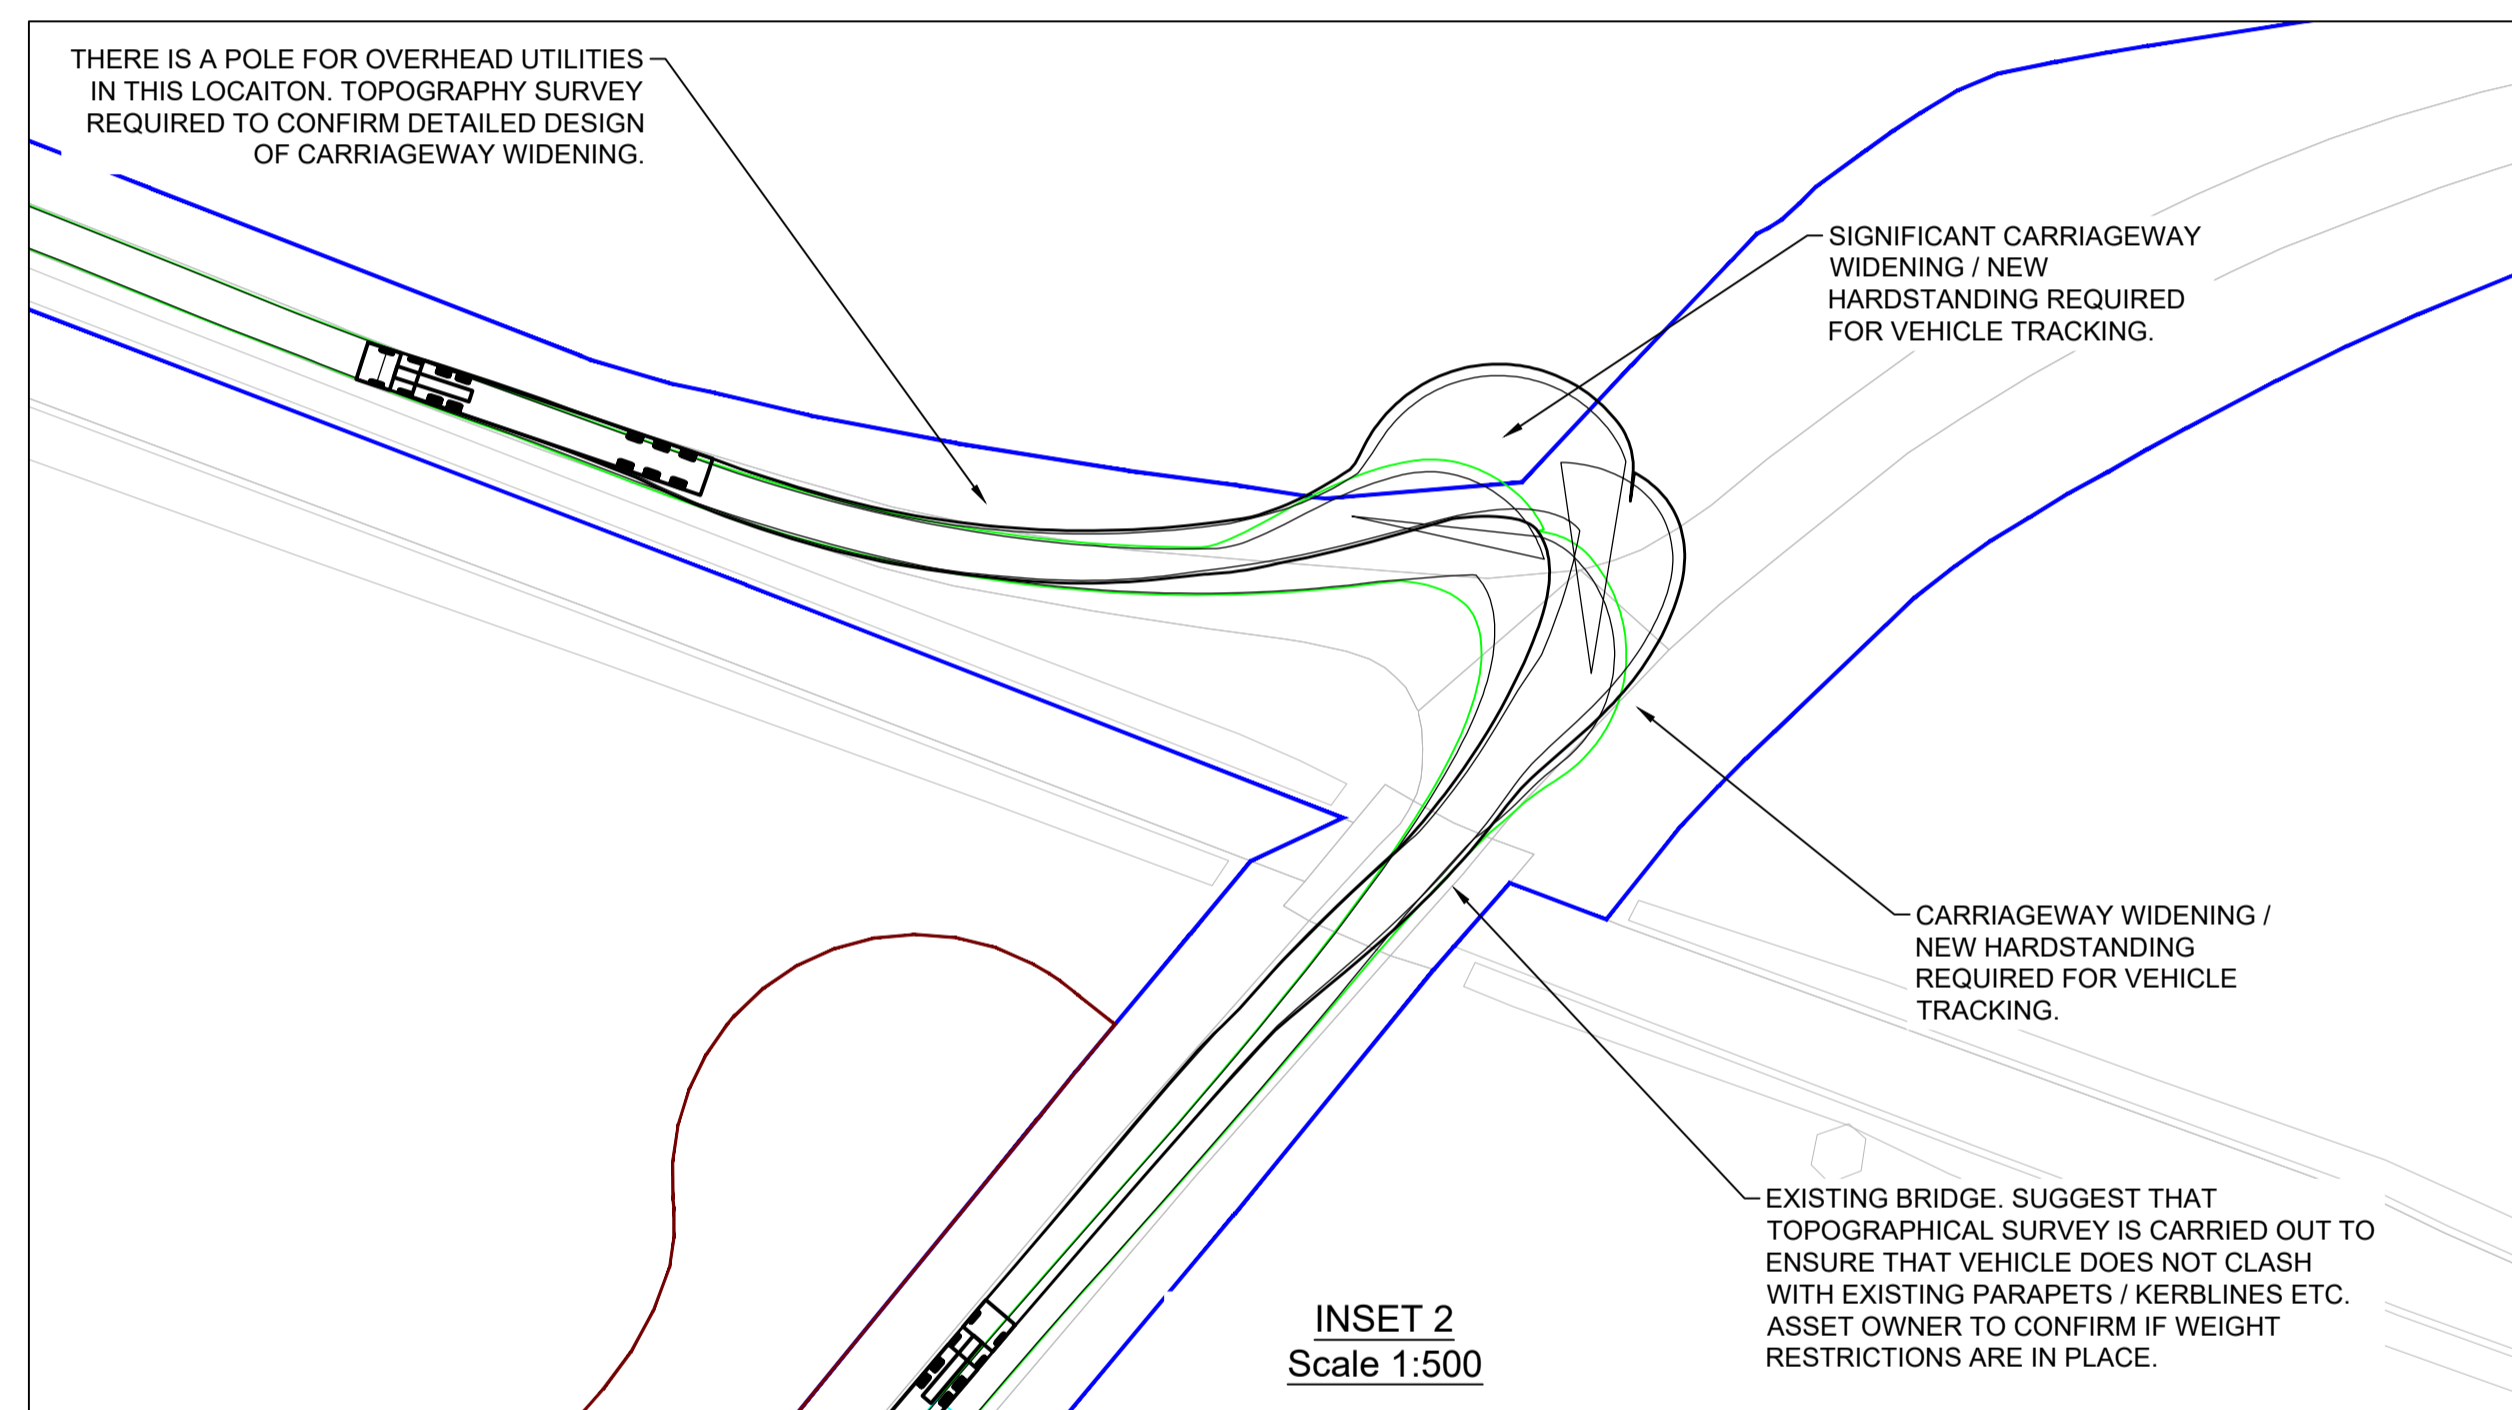 THERE IS A POLE FOR OVERHEAD UTILITIES
IN THIS LOCAITON. TOPOGRAPHY SURVEY
REQUIRED TO CONFIRM DETAILED DESIGN
OF CARRIAGEWAY WIDENING.
SIGNIFICANT CARRIAGEWAY
WIDENING / NEW
HARDSTANDING REQUIRED
FOR VEHICLE TRACKING.
CARRIAGEWAY WIDENING /
NEW HARDSTANDING
REQUIRED FOR VEHICLE
TRACKING.
EXISTING BRIDGE. SUGGEST THAT
TOPOGRAPHICAL SURVEY IS CARRIED OUT TO
ENSURE THAT VEHICLE DOES NOT CLASH
WITH EXISTING PARAPETS / KERBLINES ETC.
ASSET OWNER TO CONFIRM IF WEIGHT
RESTRICTIONS ARE IN PLACE.
INSET 2
Scale 1:500